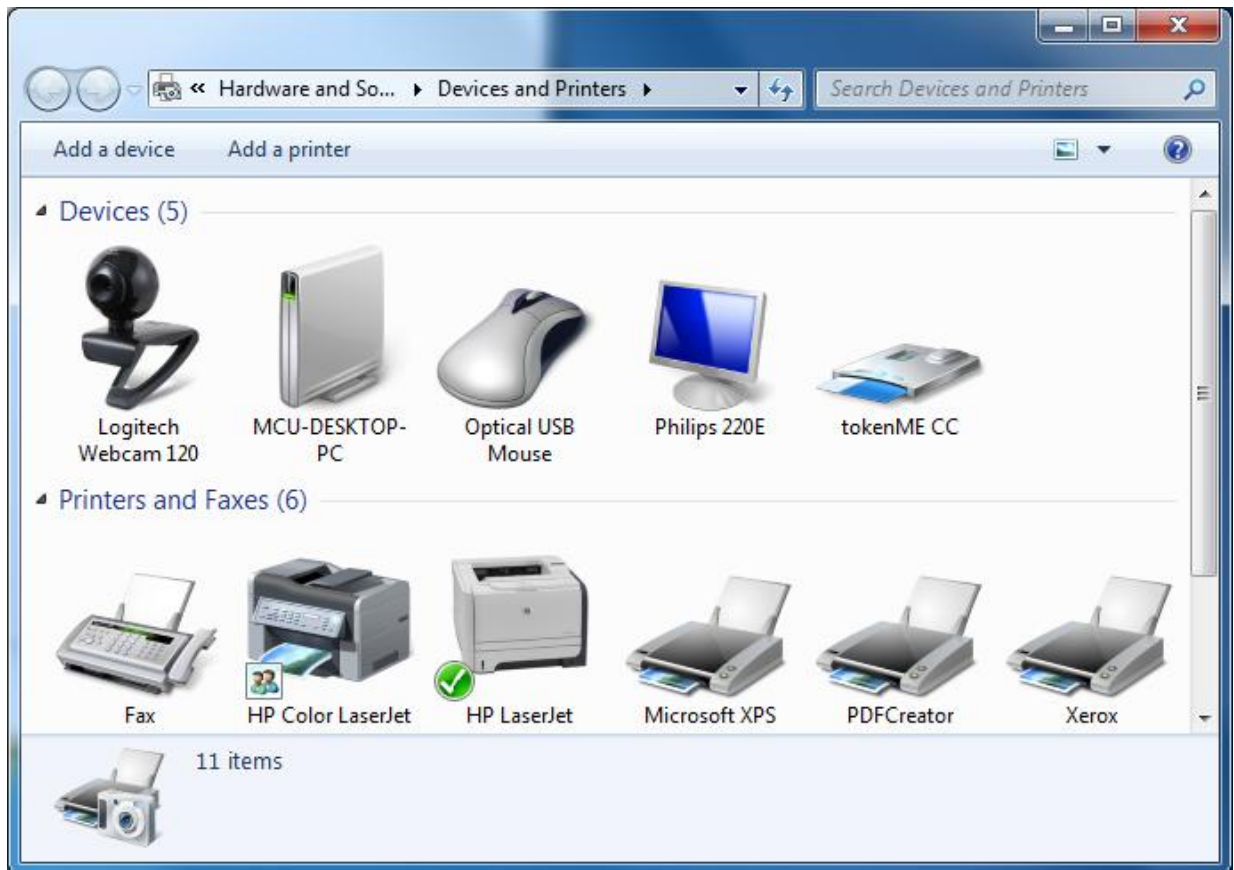 « Hardware and So... ▸ Devices and Printers ▸
Search Devices and Printers
Add a device Add a printer
Devices (5)
Logitech Webcam 120
MCU-DESKTOP-PC
Optical USB Mouse
Philips 220E
tokenME CC
Printers and Faxes (6)
Fax
HP Color LaserJet
HP LaserJet
Microsoft XPS
PDFCreator
Xerox
11 items